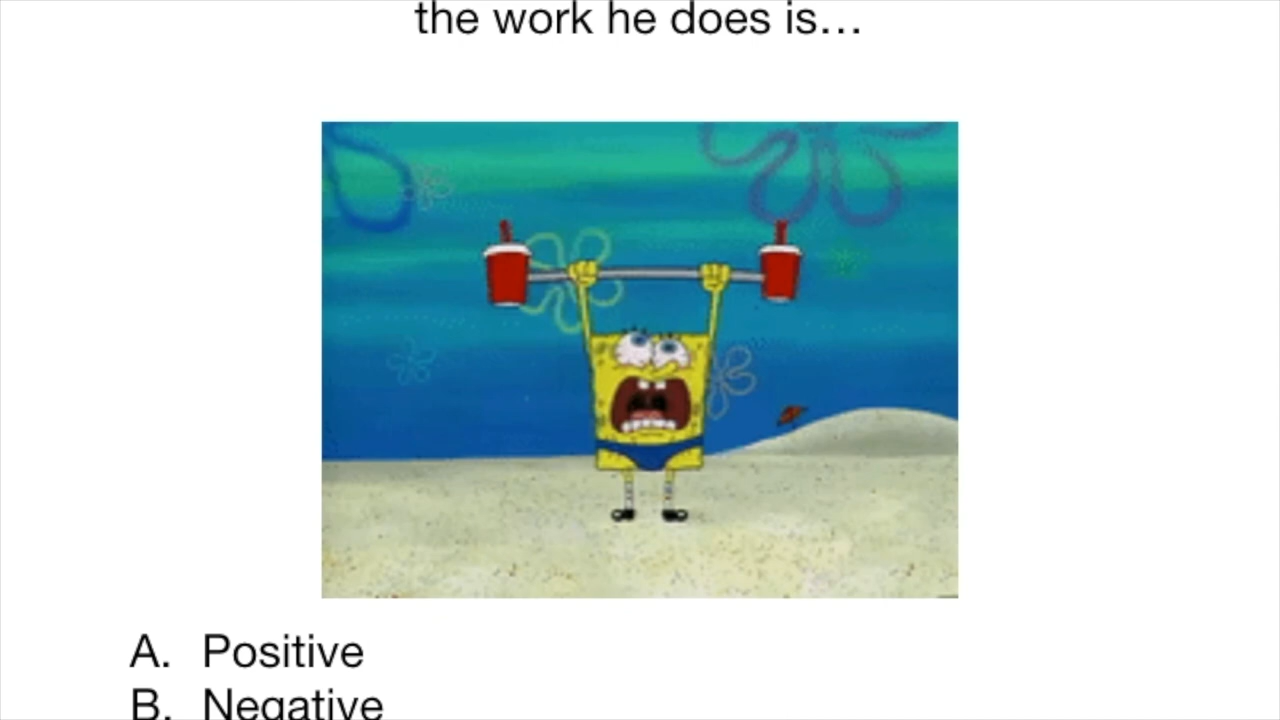 the work he does is…
A. Positive
B. Negative